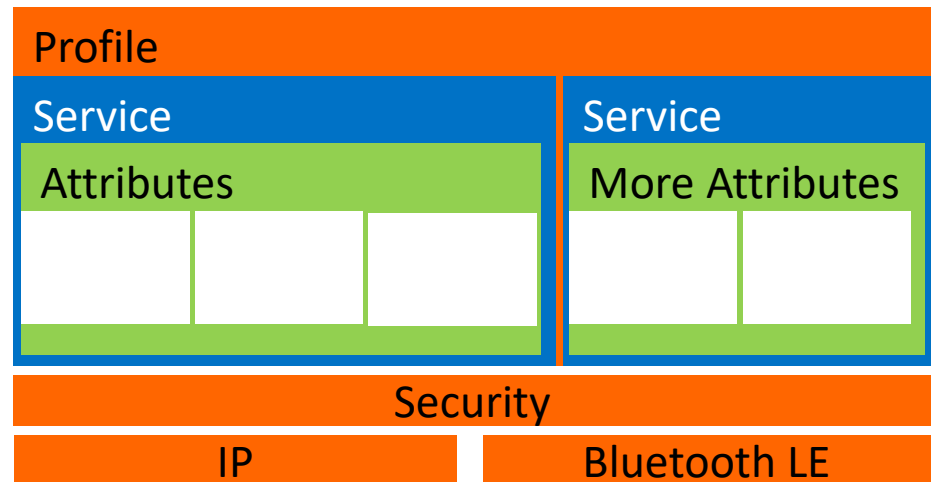 Profile
Service
Service
Attributes
More Attributes
Security
IP
Bluetooth LE